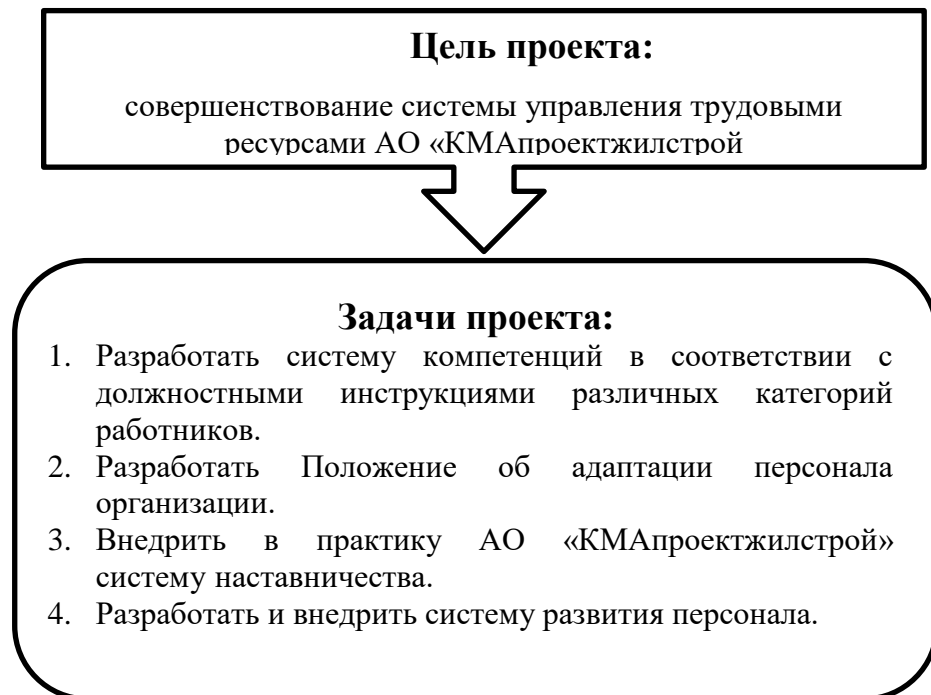 Цель проекта:
совершенствование системы управления трудовыми
ресурсами АО «КМАпроектжилстрой
Задачи проекта:
1. Разработать систему компетенций в соответствии с
должностными инструкциями различных категорий
работников.
2. Разработать Положение об адаптации персонала
организации.
3. Внедрить в практику АО «КМАпроектжилстрой»
систему наставничества.
4. Разработать и внедрить систему развития персонала.